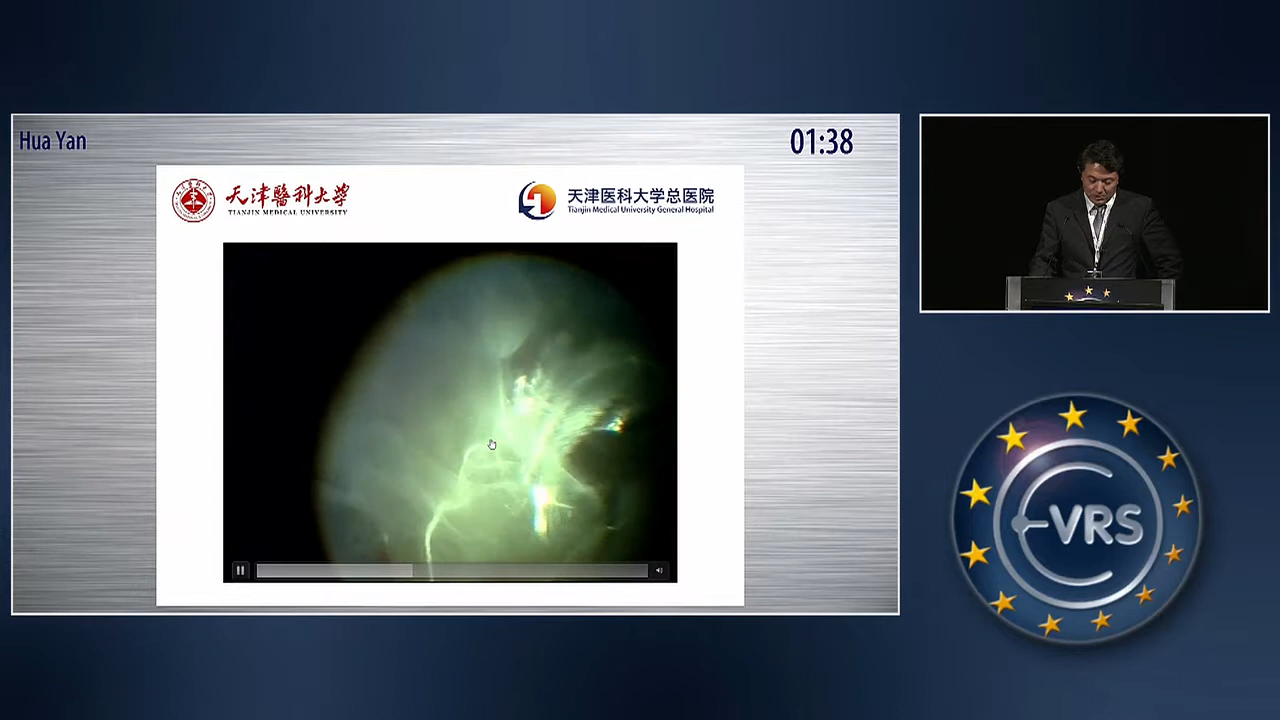 Hua Yan
01:38
天津醫科大學
TIANJIN MEDICAL UNIVERSITY
天津医科大学总医院
Tianjin Medical University General Hospital
EVRS